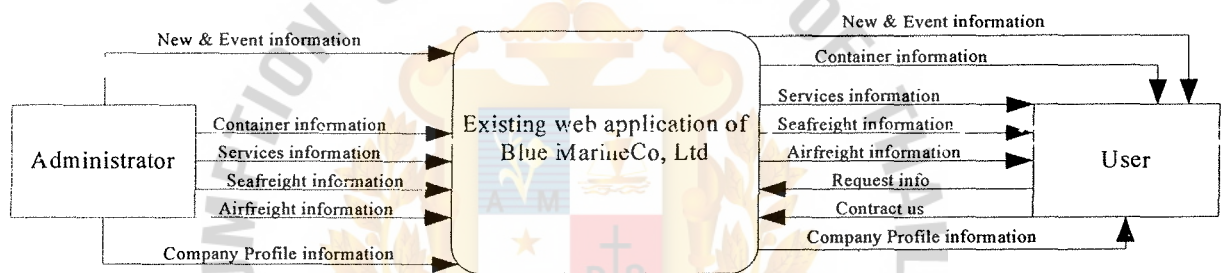 New & Event information
New & Event information
Container information
Services information
Container information
Existing web application of
Blue MarineCo, Ltd
Seafreight information
Administrator
Services information
Airfreight information
User
Seafreight information
Request info
Airfreight information
Contract us
Company Profile information
Company Profile information
A M